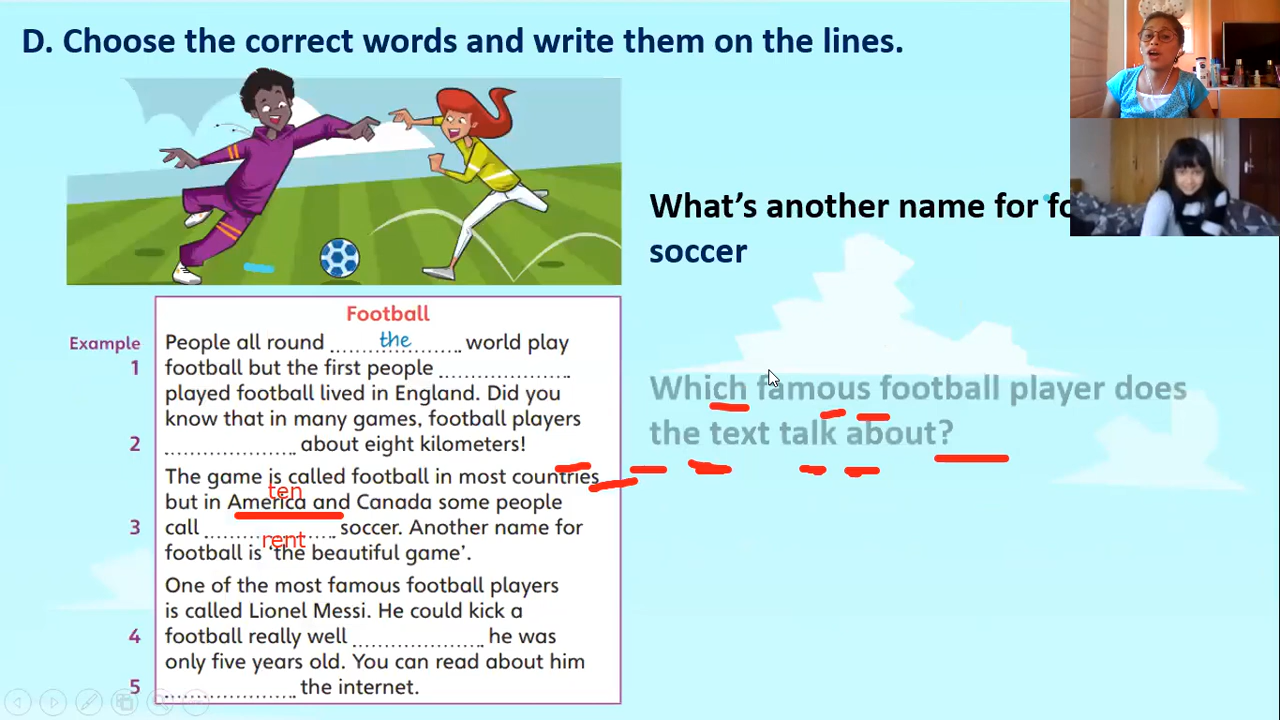 D. Choose the correct words and write them on the lines.
What's another name for fo
soccer
Football
Example
People all round the world play
1
football but the first people
played football lived in England. Did you
know that in many games, football players
2
about eight kilometers!
The game is called football in most countries
ten
but in America and Canada some people
3
call soccer. Another name for
rent
football is 'the beautiful game'.
One of the most famous football players
is called Lionel Messi. He could kick a
4
football really well he was
only five years old. You can read about him
5
the internet.
Which famous football player does
the text talk about?